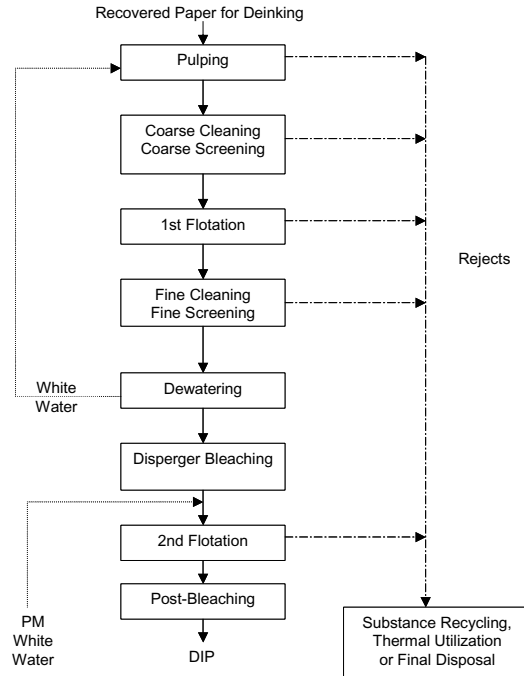 Recovered Paper for Deinking
Pulping
Coarse Cleaning
Coarse Screening
1st Flotation
Rejects
Fine Cleaning
Fine Screening
White
Water
Dewatering
Disperger Bleaching
2nd Flotation
Post-Bleaching
PM
White
Water
DIP
Substance Recycling,
Thermal Utilization
or Final Disposal